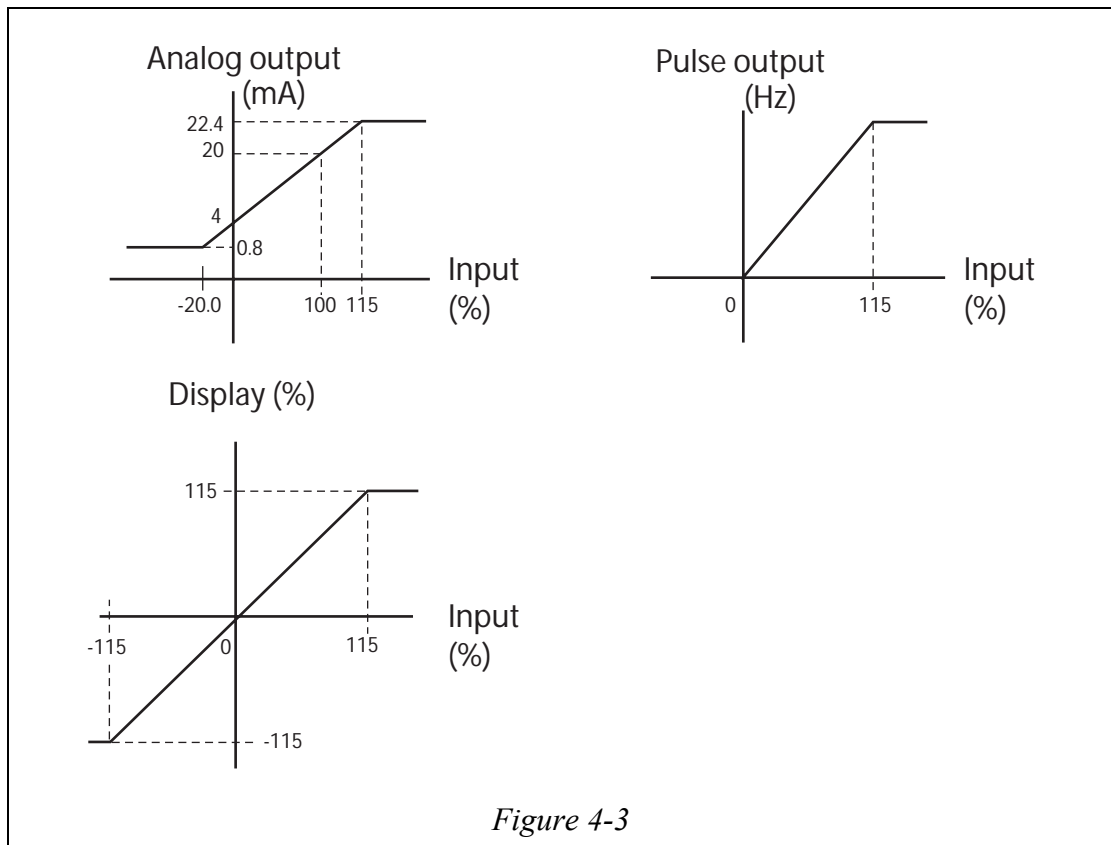 Analog output
(mA)
22.4
20
4
0.8
-20.0
100
115
Input
(%)
Pulse output
(Hz)
0
115
Input
(%)
Display (%)
115
-115
0
115
Input
(%)
-115
Figure 4-3